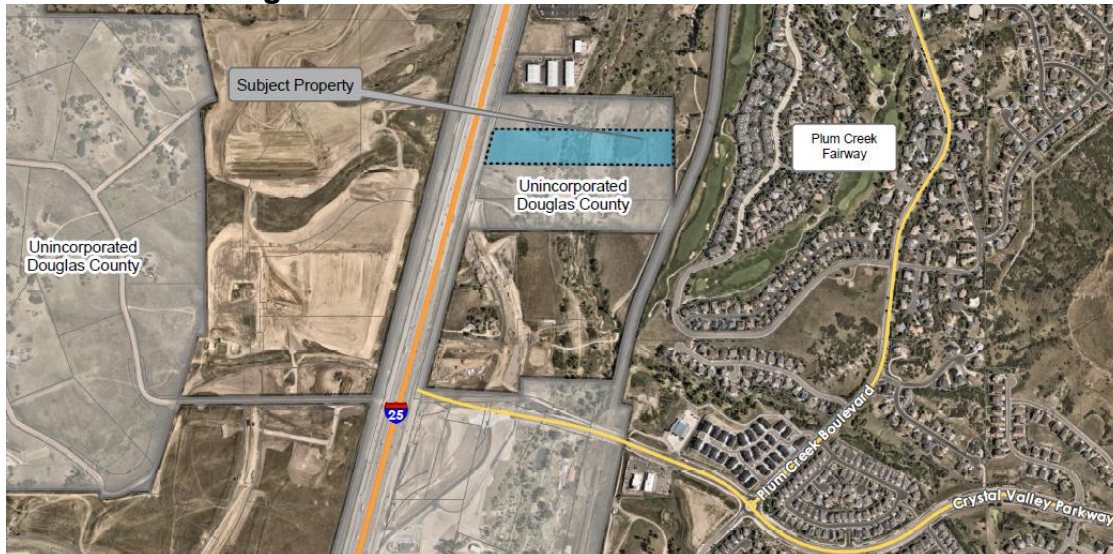 Subject Property
Plum Creek
Fairway
Unincorporated
Douglas County
Unincorporated
Douglas County
25
Plum Creek Boulevard
Crystal Valley Parkway